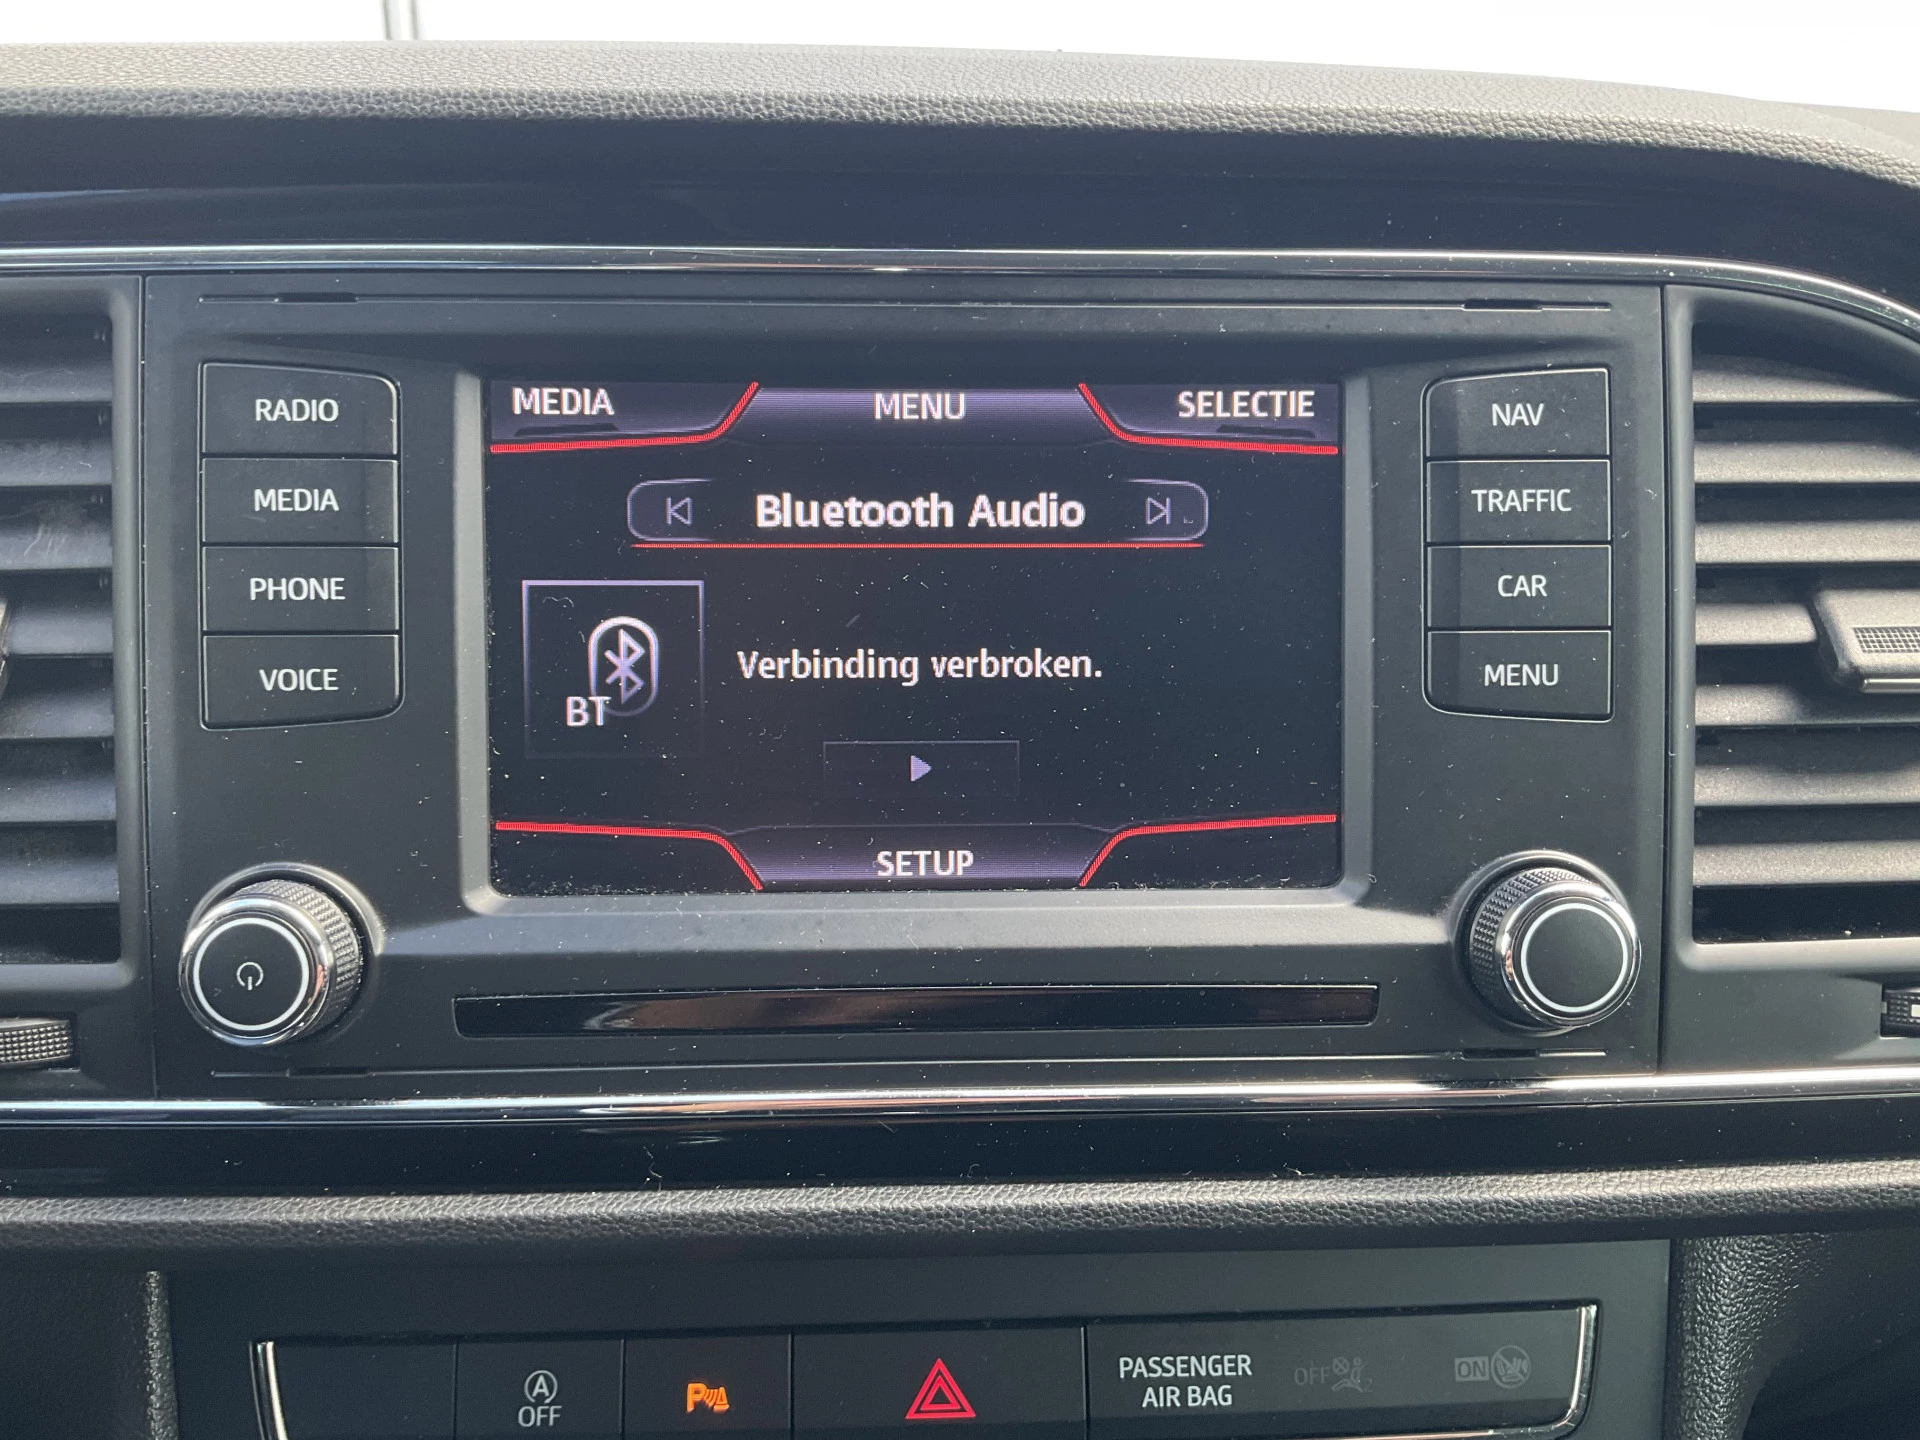 RADIO
MEDIA
PHONE
VOICE
MEDIA MENU SELECTIE
Bluetooth Audio
BT
Verbinding verbroken.
SETUP
NAV
TRAFFIC
CAR
MENU
A
OFF
P
PASSENGER
AIR BAG
OFF
ON